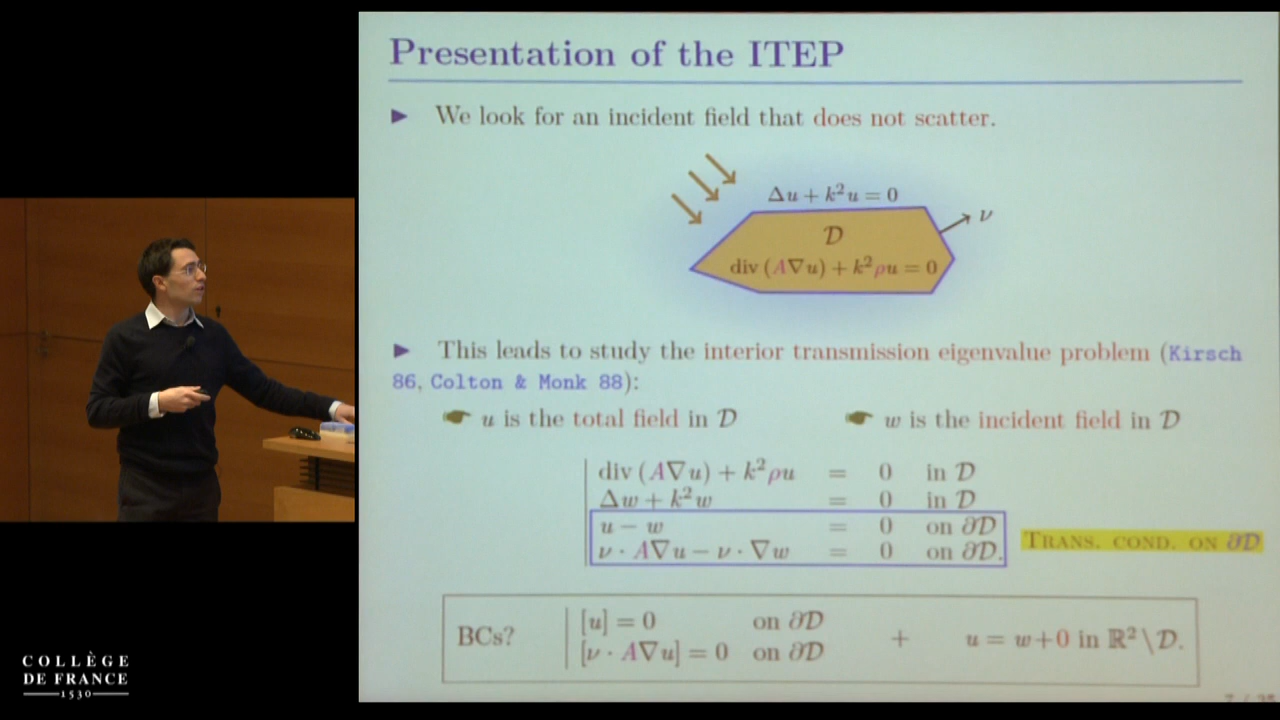 Presentation of the ITEP
▶ We look for an incident field that does not scatter.
Δu + k²u = 0
ν
𝒟
div (A∇u) + k²ρu = 0
▶ This leads to study the interior transmission eigenvalue problem (Kirsch
86, Colton & Monk 88):
☛ u is the total field in 𝒟 ☛ w is the incident field in 𝒟
div (A∇u) + k²ρu = 0 in 𝒟
Δw + k²w = 0 in 𝒟
u − w = 0 on ∂𝒟
ν · A∇u − ν · ∇w = 0 on ∂𝒟.
TRANS. COND. ON ∂𝒟
BCs? [u] = 0 on ∂𝒟 + u = w+0 in ℝ²\𝒟.
[ν · A∇u] = 0 on ∂𝒟
COLLÈGE
DE FRANCE
1530